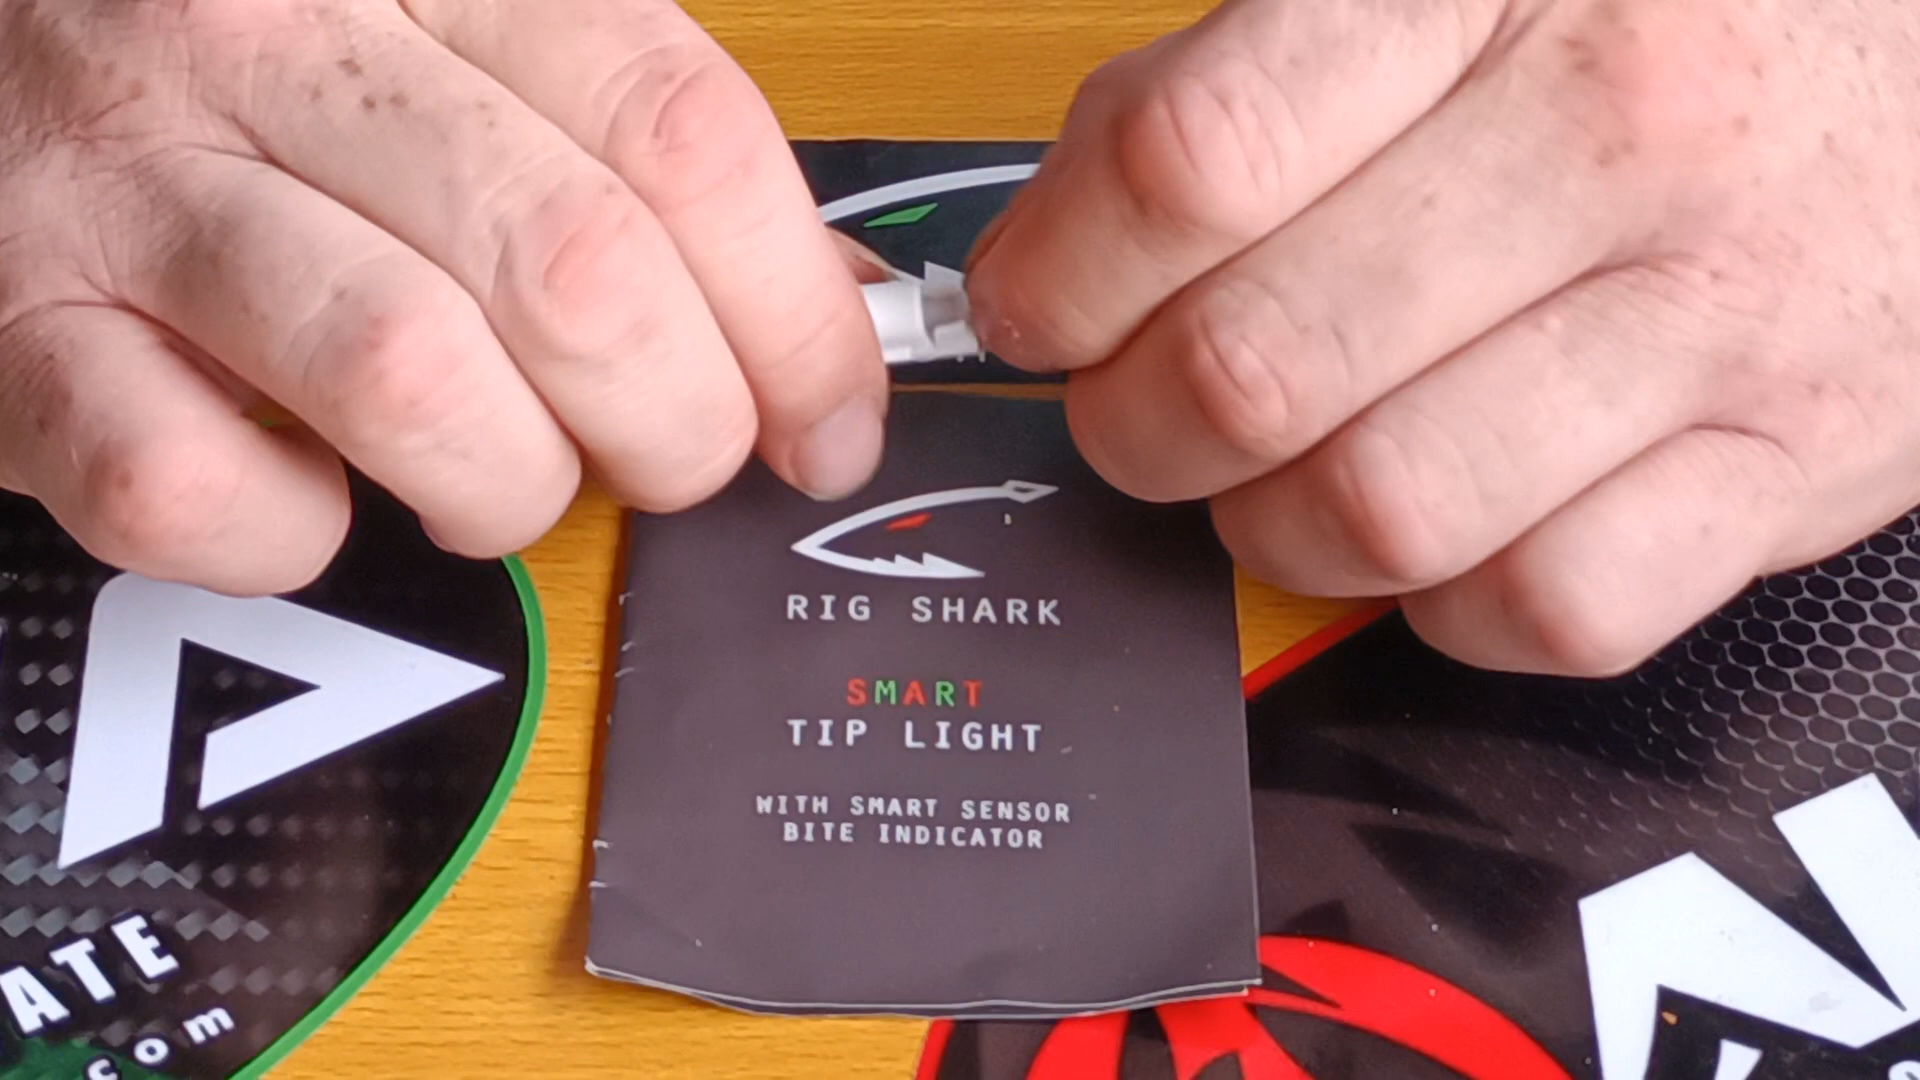 RIG SHARK
SMART
TIP LIGHT
WITH SMART SENSOR
BITE INDICATOR
ATE
com